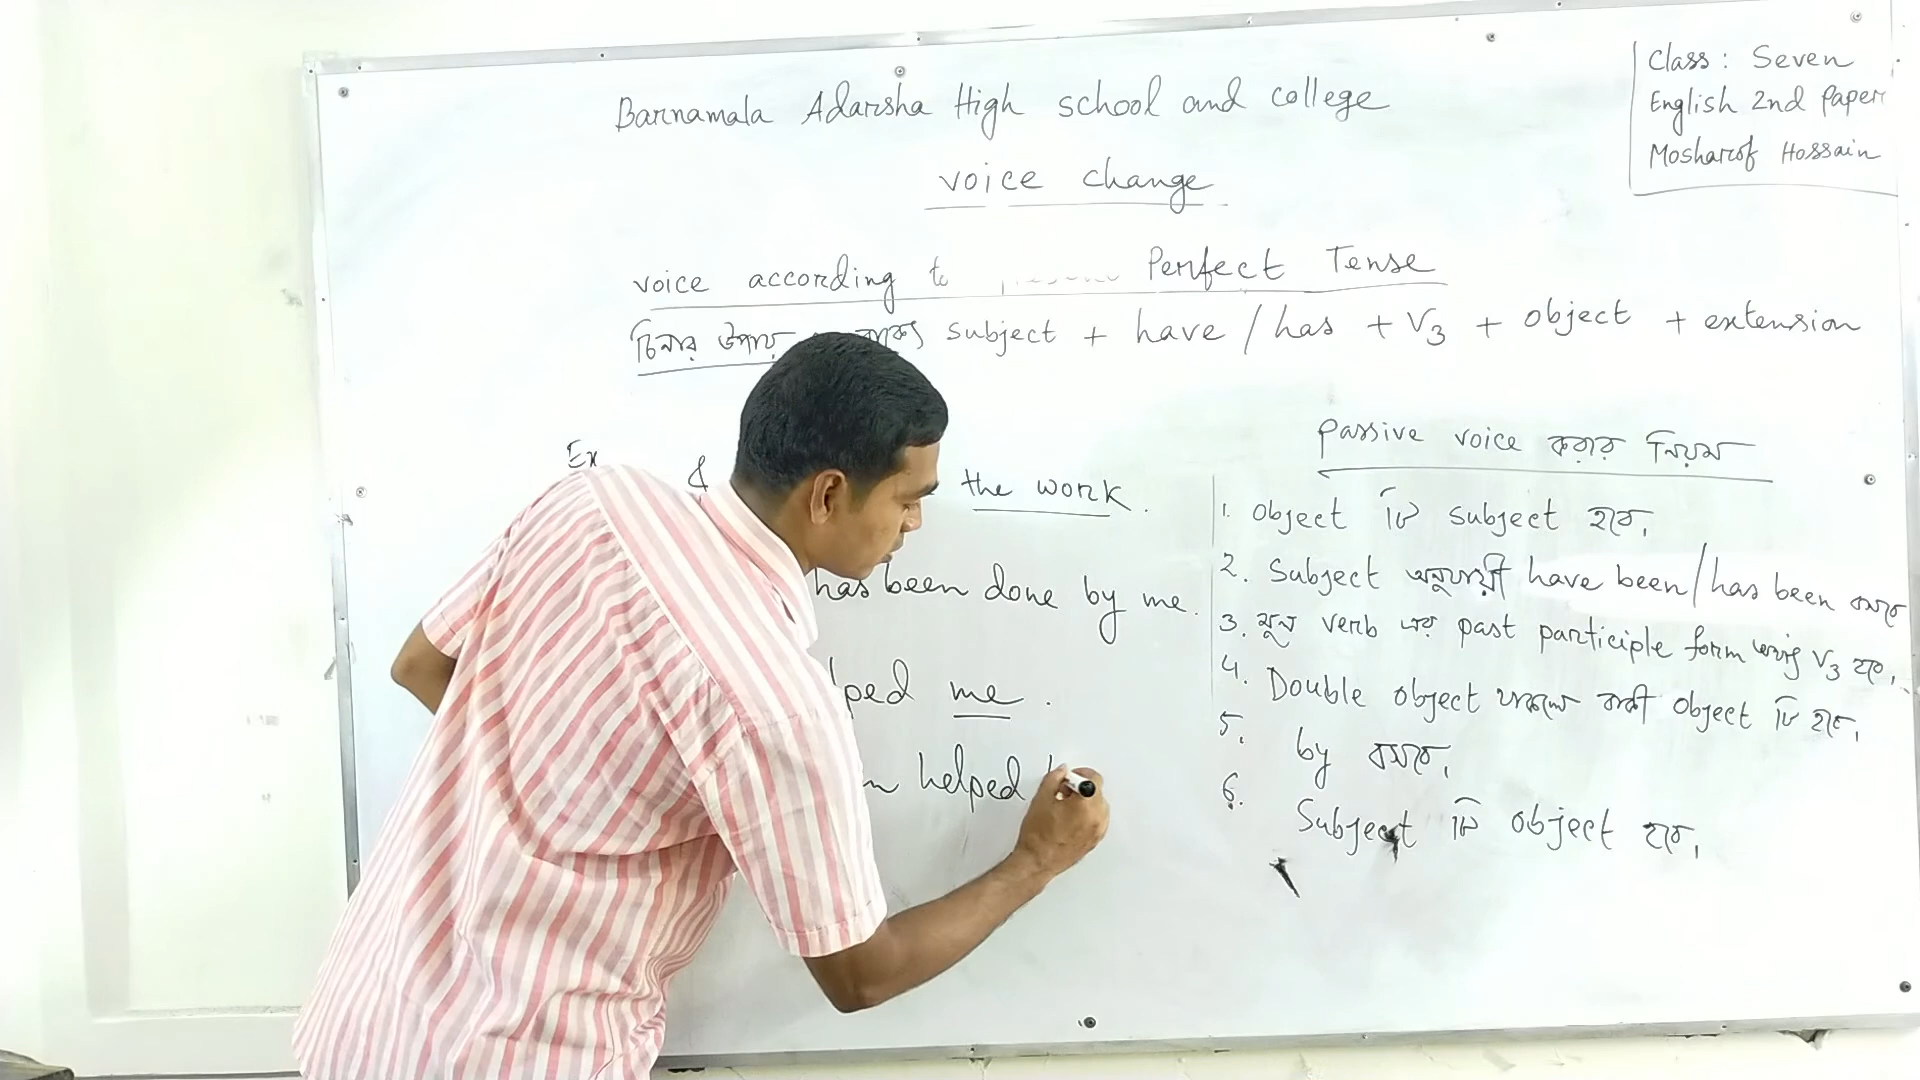 Barnamala Adarsha High school and college
Class : Seven
English 2nd Paper
Mosharof Hossain
voice change
voice according to Perfect Tense
চিনার উপায় subject + have / has + V3 + object + extension
Ex
the work.
has been done by me.
ped me.
n helped
Passive voice করার নিয়ম
1. object টি subject হবে।
2. Subject অনুযায়ী have been / has been বসবে
3. মূল verb এর past participle form অর্থাৎ V3 হবে।
4. Double object থাকলে বাকী object টি হবে।
5. by বসবে।
6. Subject টি object হবে।